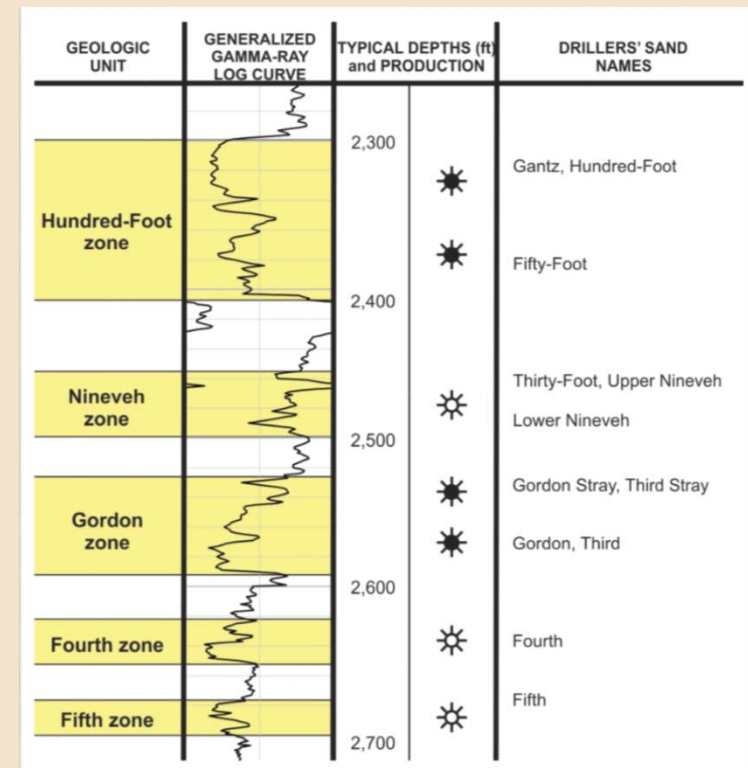 GEOLOGIC
UNIT
GENERALIZED
GAMMA-RAY
LOG CURVE
TYPICAL DEPTHS (ft)
and PRODUCTION
DRILLERS' SAND
NAMES
2,300
Gantz, Hundred-Foot
Hundred-Foot
zone
Fifty-Foot
2,400
Nineveh
zone
Thirty-Foot, Upper Nineveh
Lower Nineveh
2,500
Gordon
zone
Gordon Stray, Third Stray
Gordon, Third
2,600
Fourth zone
Fourth
Fifth
Fifth zone
2,700